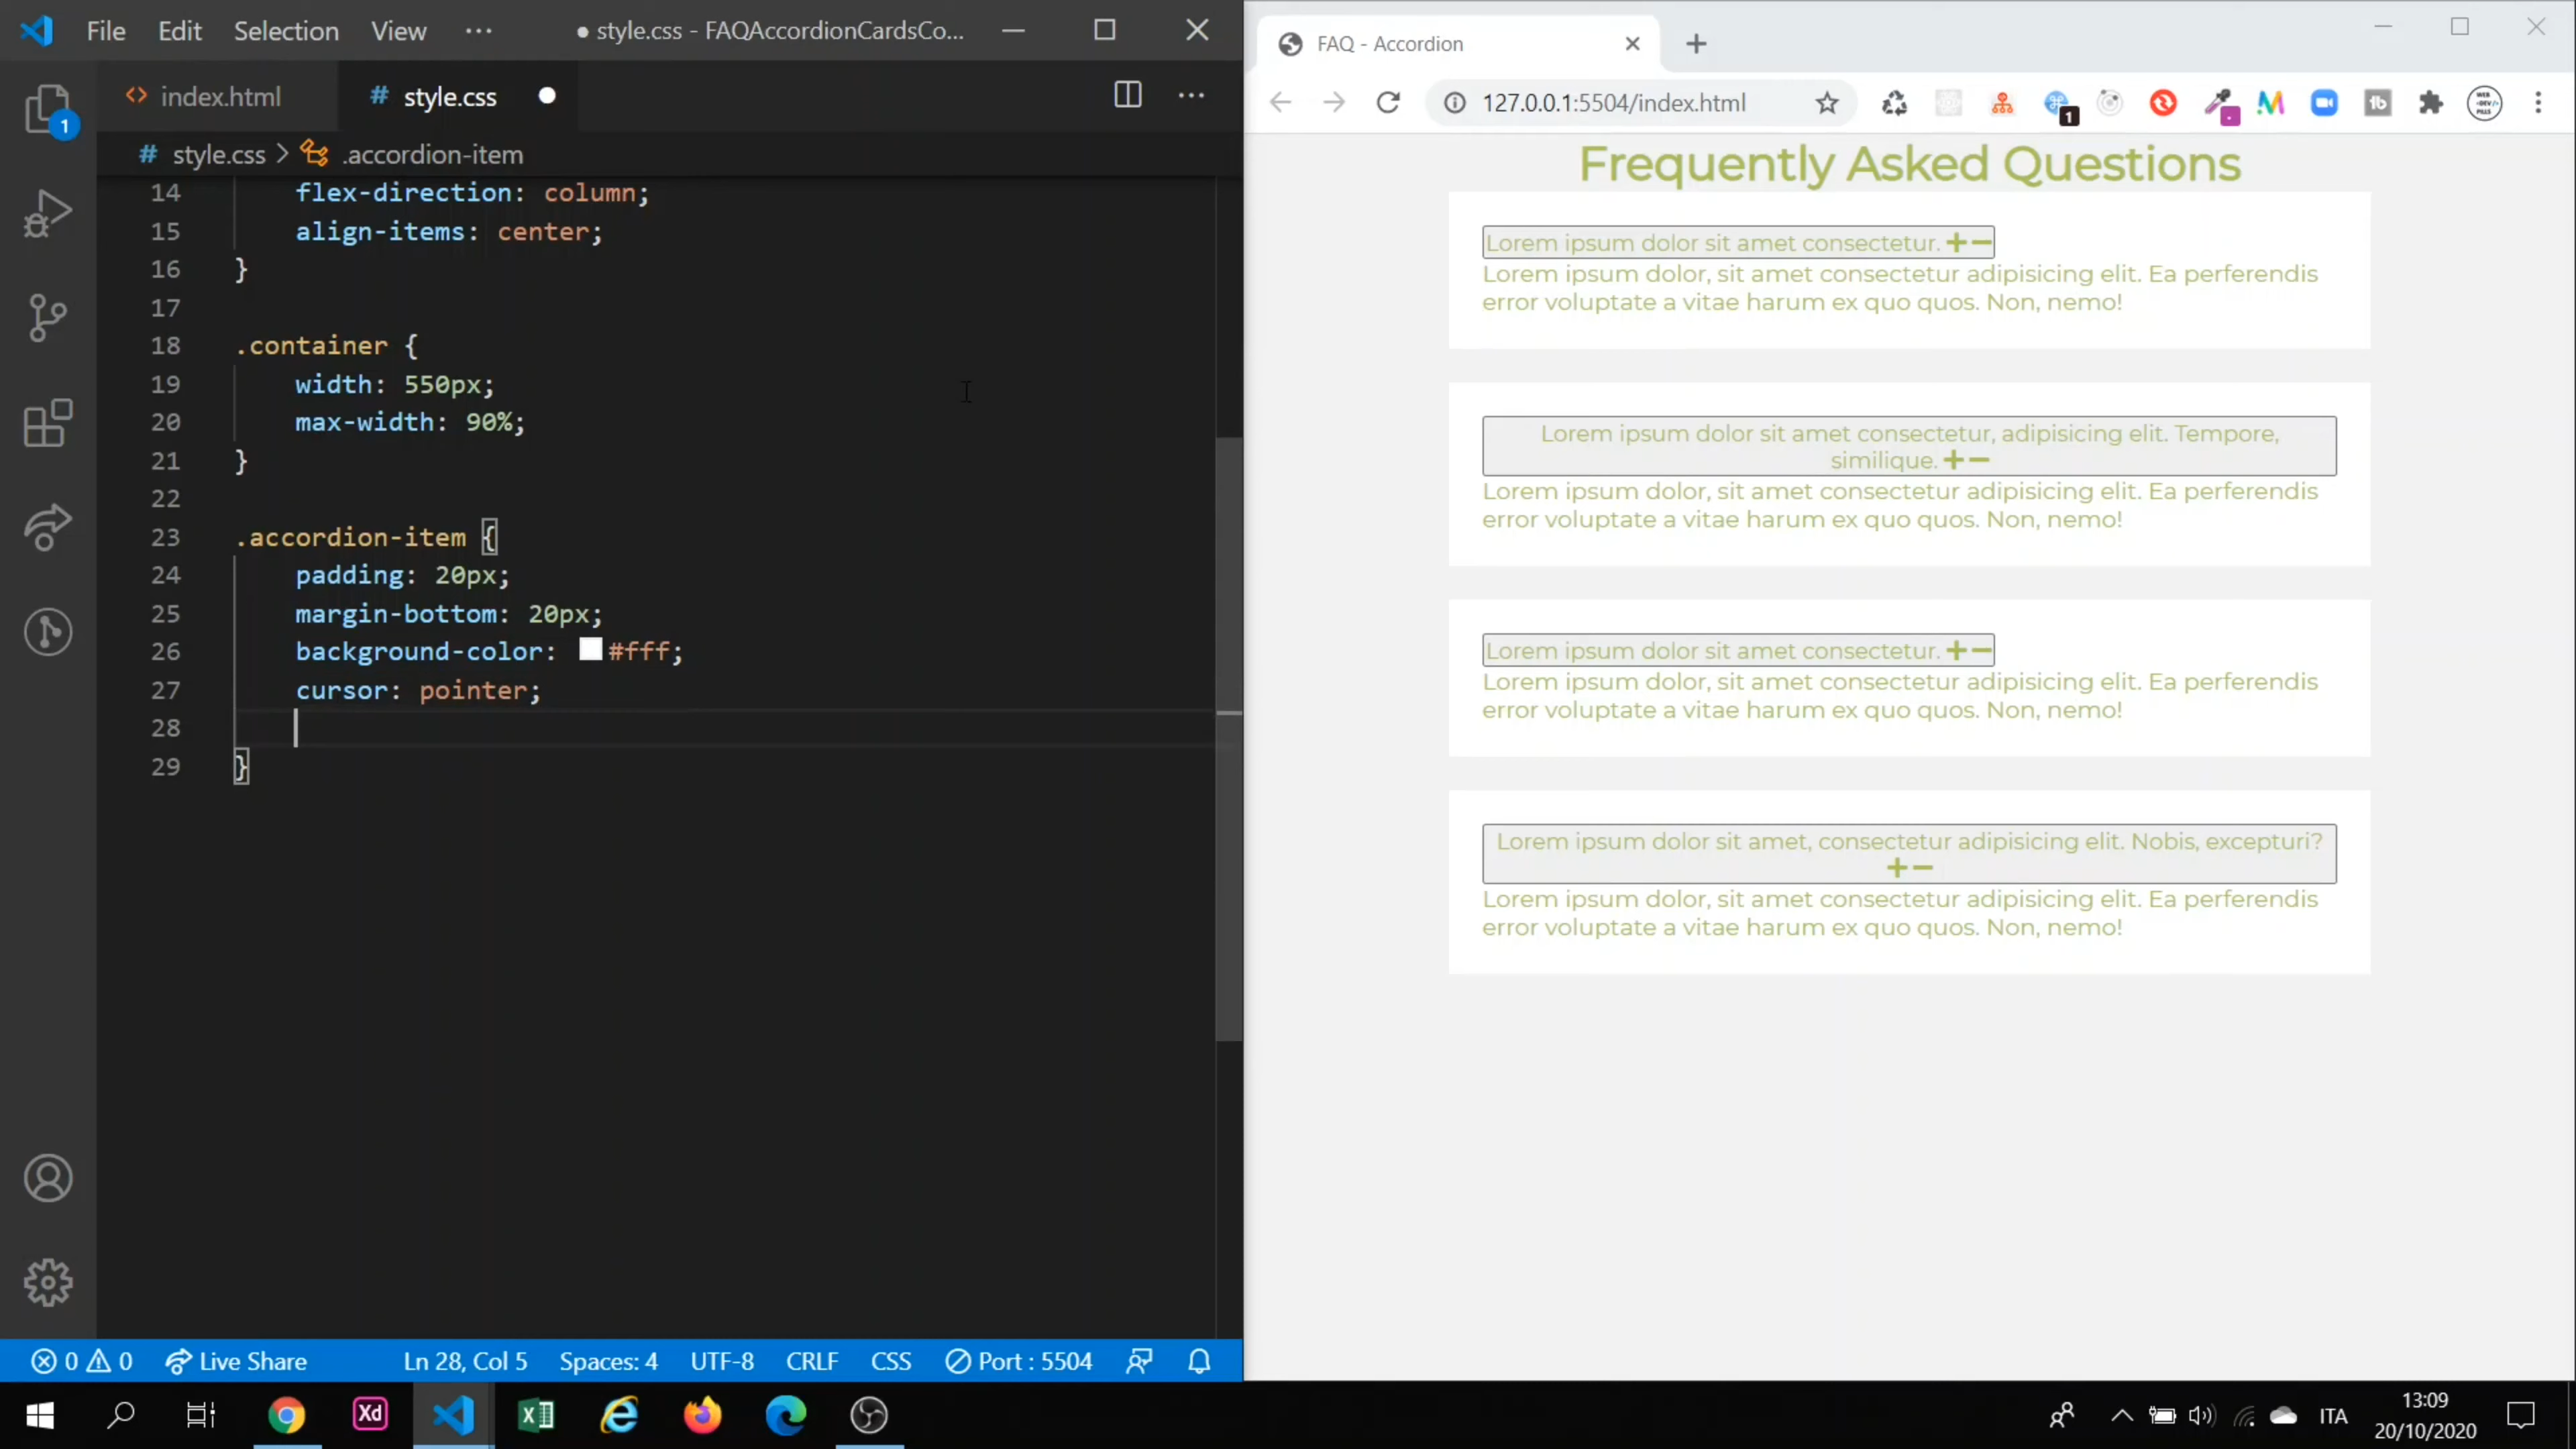 File Edit Selection View ··· ● style.css - FAQAccordionCardsCo...
index.html # style.css
1
# style.css > .accordion-item
14 flex-direction: column;
15 align-items: center;
16 }
17
18 .container {
19 width: 550px;
20 max-width: 90%;
21 }
22
23 .accordion-item {
24 padding: 20px;
25 margin-bottom: 20px;
26 background-color: #fff;
27 cursor: pointer;
28
29 }
0 0 Live Share Ln 28, Col 5 Spaces: 4 UTF-8 CRLF CSS Port : 5504
FAQ - Accordion
127.0.0.1:5504/index.html
1
Frequently Asked Questions
Lorem ipsum dolor sit amet consectetur. + −
Lorem ipsum dolor, sit amet consectetur adipisicing elit. Ea perferendis
error voluptate a vitae harum ex quo quos. Non, nemo!
Lorem ipsum dolor sit amet consectetur, adipisicing elit. Tempore,
similique. + −
Lorem ipsum dolor, sit amet consectetur adipisicing elit. Ea perferendis
error voluptate a vitae harum ex quo quos. Non, nemo!
Lorem ipsum dolor sit amet consectetur. + −
Lorem ipsum dolor, sit amet consectetur adipisicing elit. Ea perferendis
error voluptate a vitae harum ex quo quos. Non, nemo!
Lorem ipsum dolor sit amet, consectetur adipisicing elit. Nobis, excepturi?
+ −
Lorem ipsum dolor, sit amet consectetur adipisicing elit. Ea perferendis
error voluptate a vitae harum ex quo quos. Non, nemo!
Xd
ITA
13:09
20/10/2020